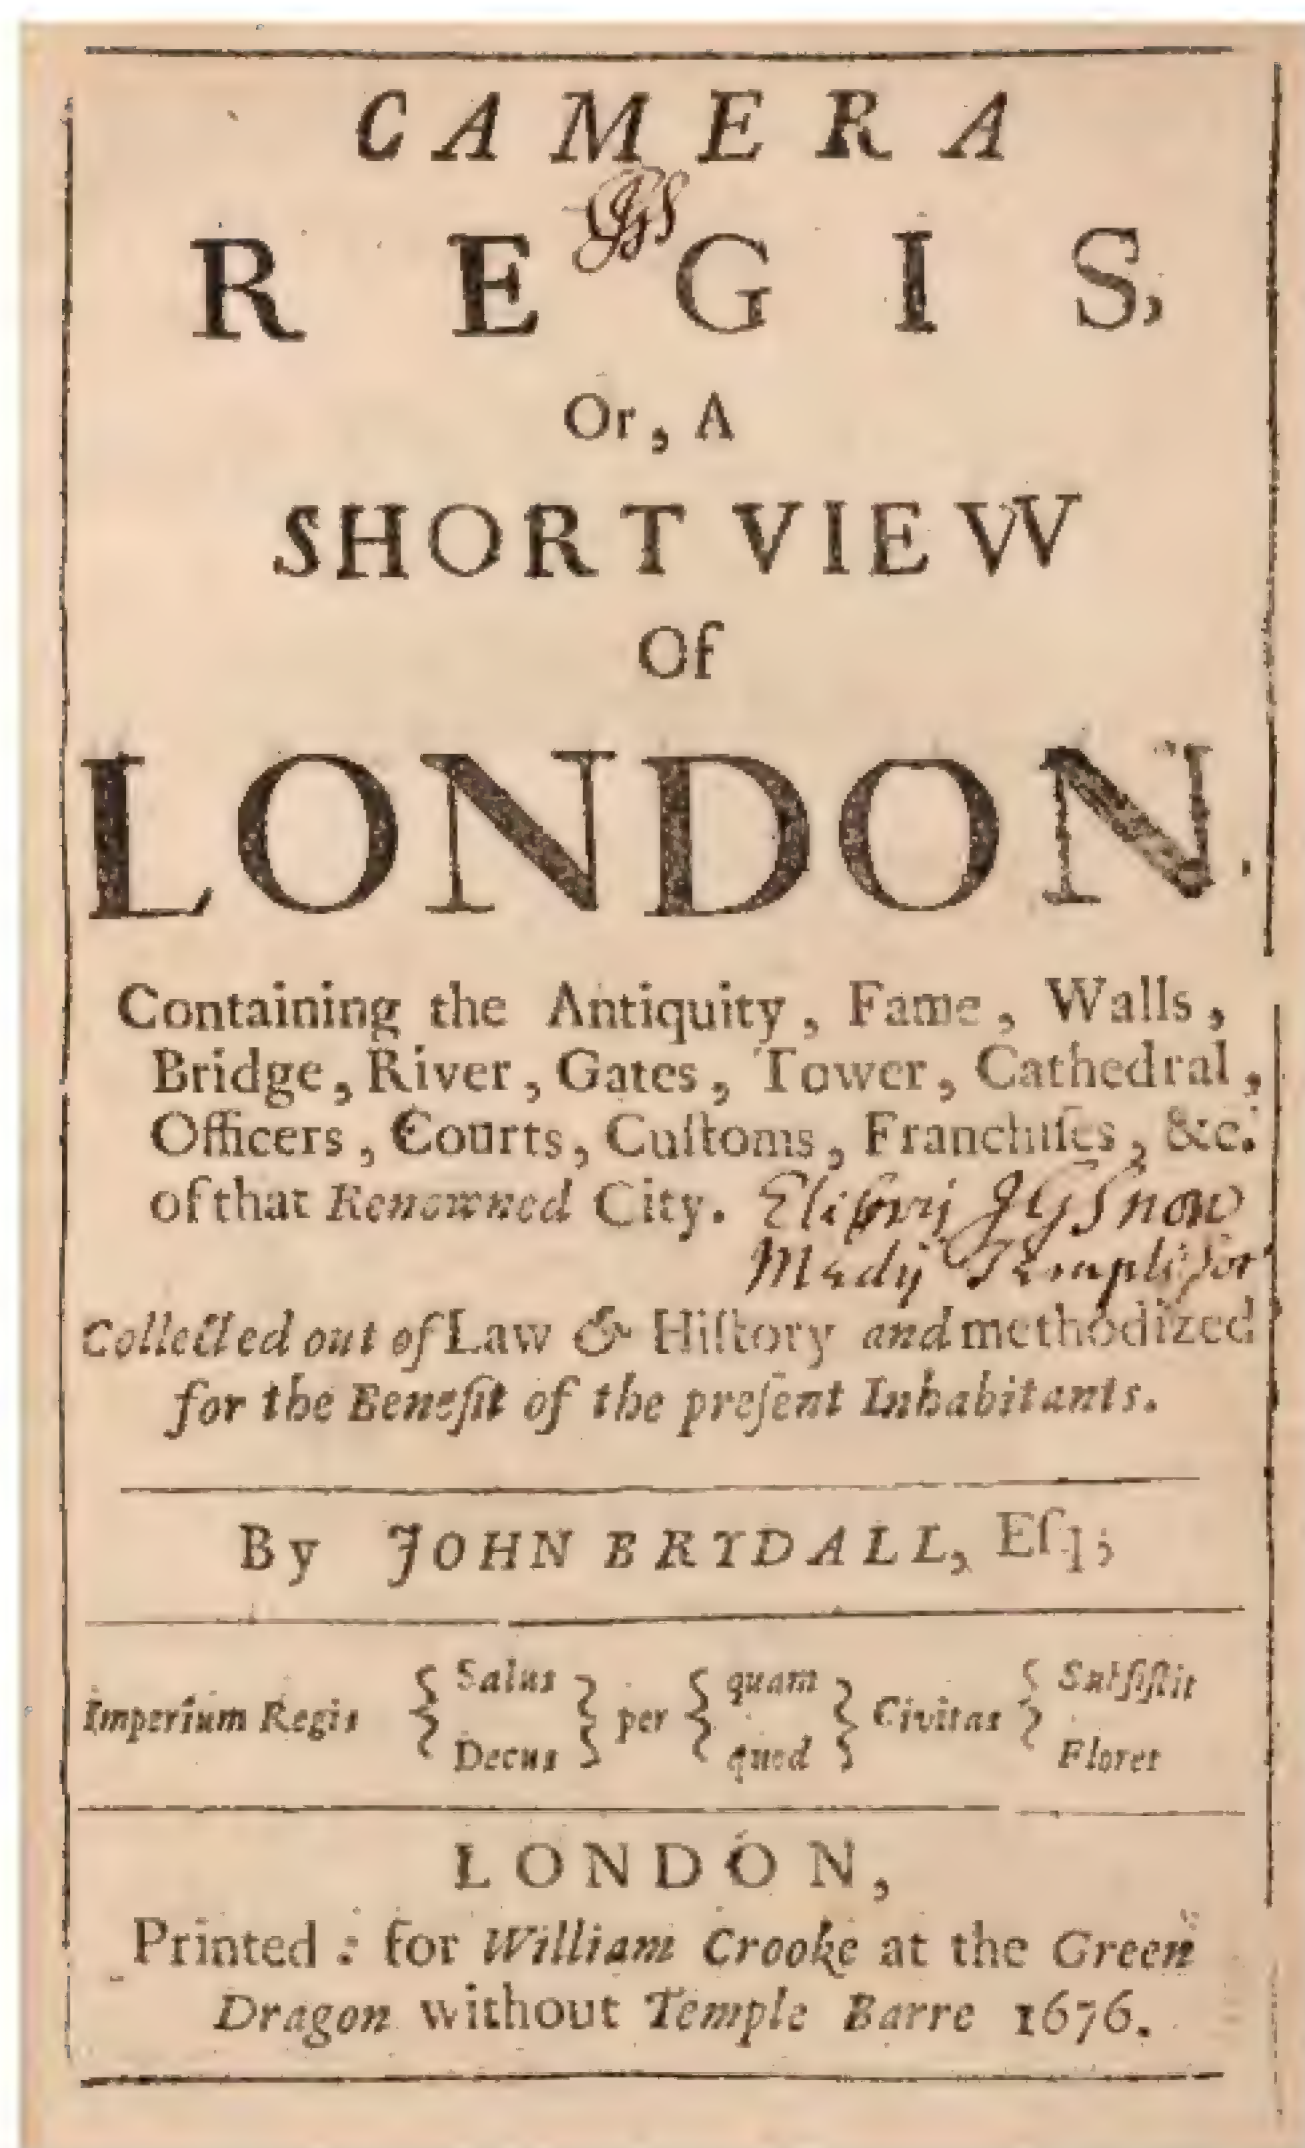 CAMERA
JGS
REGIS,
Or, A
SHORT VIEW
Of
LONDON.
Containing the Antiquity, Fame, Walls,
Bridge, River, Gates, Tower, Cathedral,
Officers, Courts, Cuſtoms, Franchiſes, &c.
of that Renowned City.
JGSnow
Collected out of Law & Hiſtory and methodized
for the Benefit of the preſent Inhabitants.
By JOHN BRYDALL, Eſq;
Imperium Regis { Salus } per { quam } Civitas { Subſiſtit
{ Decus } { quod } { Floret
LONDON,
Printed : for William Crooke at the Green
Dragon without Temple Barre 1676.